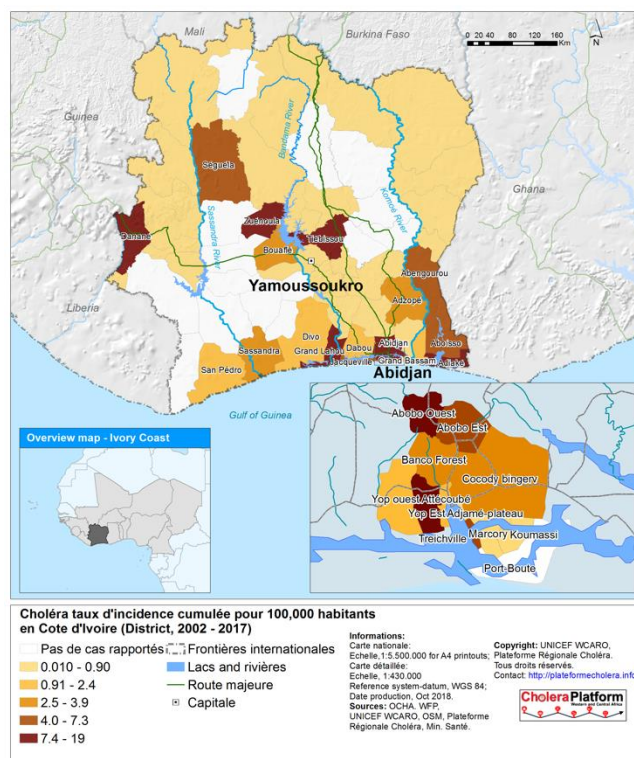 Mali
Burkina Faso
0 20 40 80 120 160
Km
N
Guinea
Bandama River
Séguéla
Sassandra River
Komoé River
Ghana
Danané
Zuénoula
Tiébissou
Bouaflé
Yamoussoukro
Abengourou
Liberia
Adzopé
Divo
Abidjan
Aboisso
Sassandra
Grand Lahou
Dabou
San Pédro
Jacqueville
Grand Bassam
Adiaké
Abidjan
Gulf of Guinea
Abobo Ouest
Abobo Est
Banco Forest
Cocody bingerv
Yop ouest Attécoubé
Yop Est Adjamé-plateau
Treichville
Marcory Koumassi
Port-Bouté
Overview map - Ivory Coast
Choléra taux d'incidence cumulée pour 100,000 habitants
en Cote d'Ivoire (District, 2002 - 2017)
Pas de cas rapportés
0.010 - 0.90
0.91 - 2.4
2.5 - 3.9
4.0 - 7.3
7.4 - 19
Frontières internationales
Lacs and rivières
Route majeure
Capitale
Informations:
Carte nationale:
Echelle,1:5.500.000 for A4 printouts;
Carte détaillée:
Echelle, 1:430.000
Reference system-datum, WGS 84;
Date production, Oct 2018.
Sources: OCHA. WFP,
UNICEF WCARO, OSM, Plateforme
Régionale Choléra, Min. Santé.
Copyright: UNICEF WCARO,
Plateforme Régionale Choléra.
Tous droits réservés.
Contact: http://plateformecholera.info
Cholera Platform
Western and Central Africa